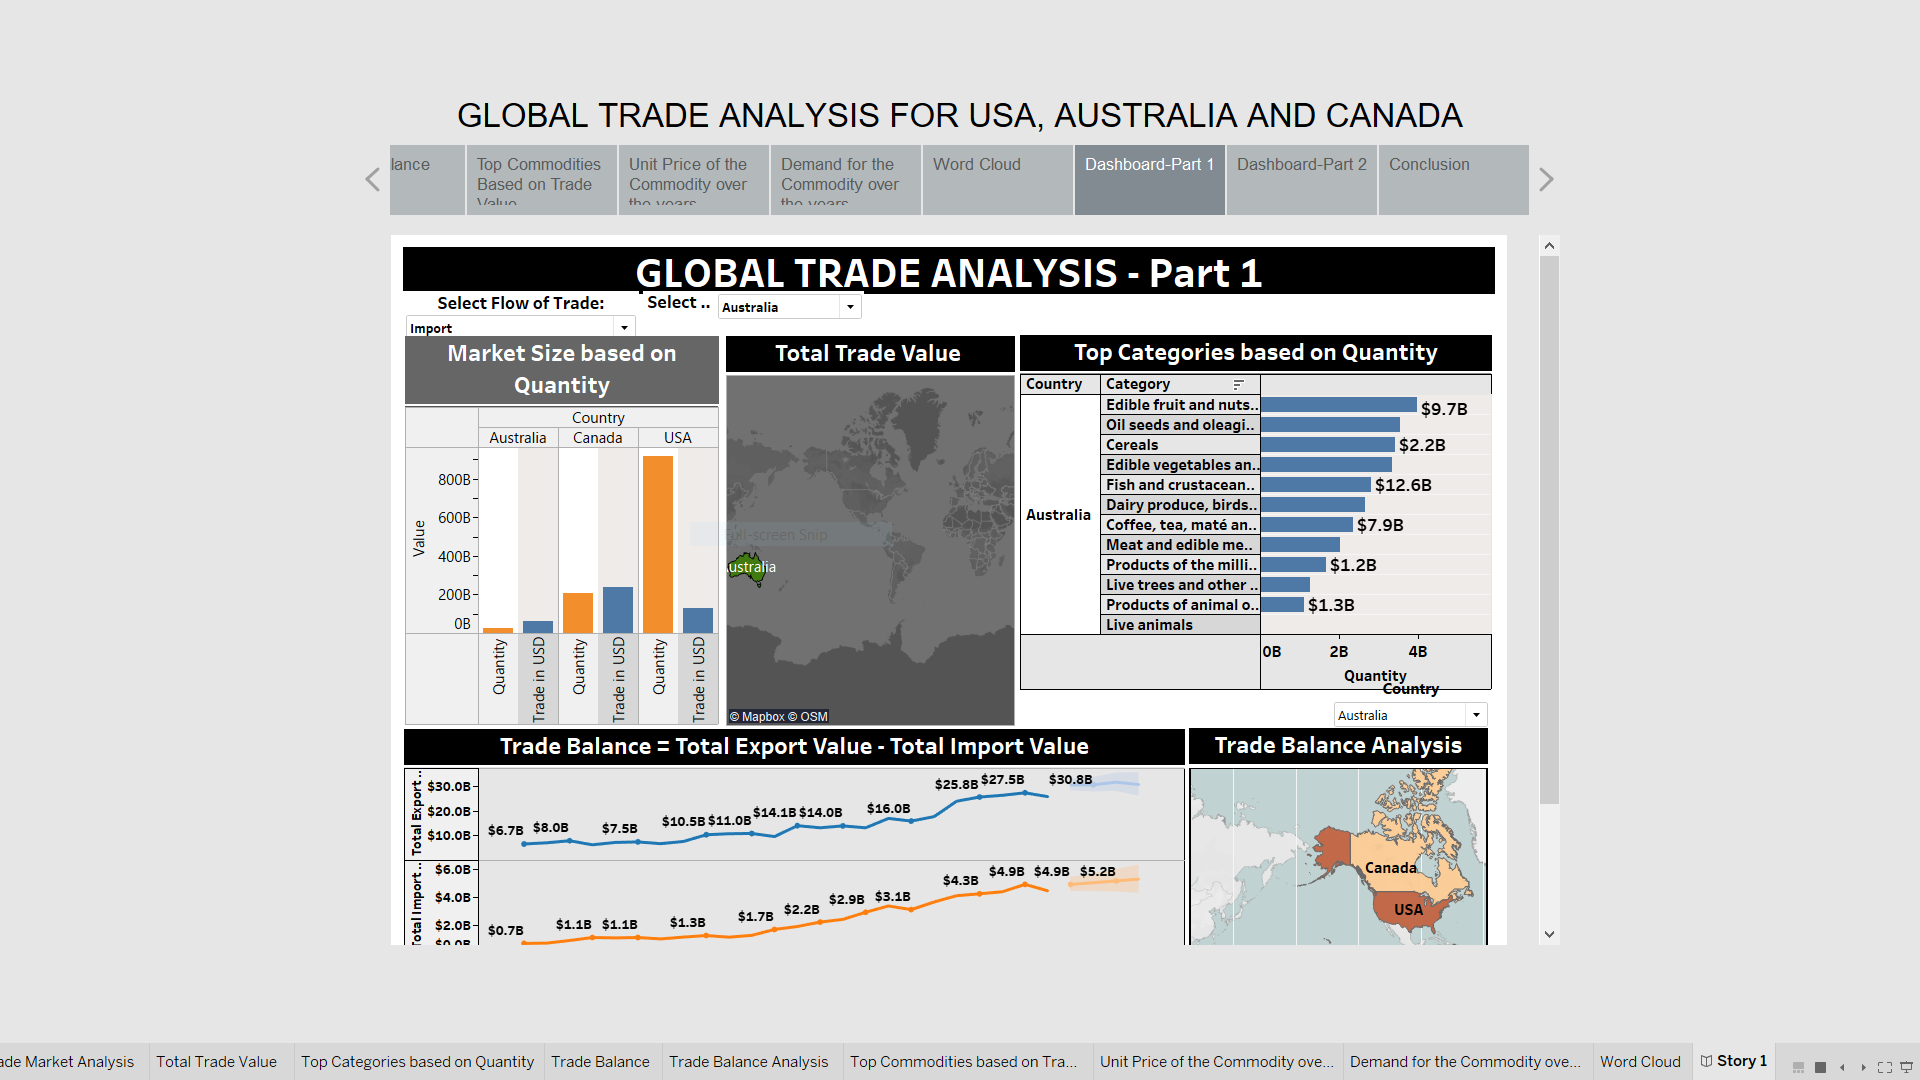 GLOBAL TRADE ANALYSIS FOR USA, AUSTRALIA AND CANADA
lance
Top Commodities
Based on Trade
Value
Unit Price of the
Commodity over
the years
Demand for the
Commodity over
the years
Word Cloud
Dashboard-Part 1
Dashboard-Part 2
Conclusion
GLOBAL TRADE ANALYSIS - Part 1
Select Flow of Trade:
Import
Select ..
Australia
Market Size based on
Quantity
Country
Australia
Canada
USA
Value
800B
600B
400B
200B
0B
Quantity
Trade in USD
Quantity
Trade in USD
Quantity
Trade in USD
Total Trade Value
ull-screen Snip
ustralia
© Mapbox © OSM
Top Categories based on Quantity
Country
Category
Australia
Edible fruit and nuts.. $9.7B
Oil seeds and oleagi..
Cereals $2.2B
Edible vegetables an..
Fish and crustacean.. $12.6B
Dairy produce, birds..
Coffee, tea, maté an.. $7.9B
Meat and edible me..
Products of the milli.. $1.2B
Live trees and other ..
Products of animal o.. $1.3B
Live animals
0B 2B 4B
Quantity
Country
Australia
Trade Balance = Total Export Value - Total Import Value
Total Export..
$30.0B
$20.0B
$10.0B
$6.7B $8.0B $7.5B $10.5B $11.0B $14.1B $14.0B $16.0B $25.8B $27.5B $30.8B
Total Import ..
$6.0B
$4.0B
$2.0B
$0.0B
$0.7B $1.1B $1.1B $1.3B $1.7B $2.2B $2.9B $3.1B $4.3B $4.9B $4.9B $5.2B
Trade Balance Analysis
Canada
USA
ade Market Analysis
Total Trade Value
Top Categories based on Quantity
Trade Balance
Trade Balance Analysis
Top Commodities based on Tra...
Unit Price of the Commodity ove...
Demand for the Commodity ove...
Word Cloud
Story 1